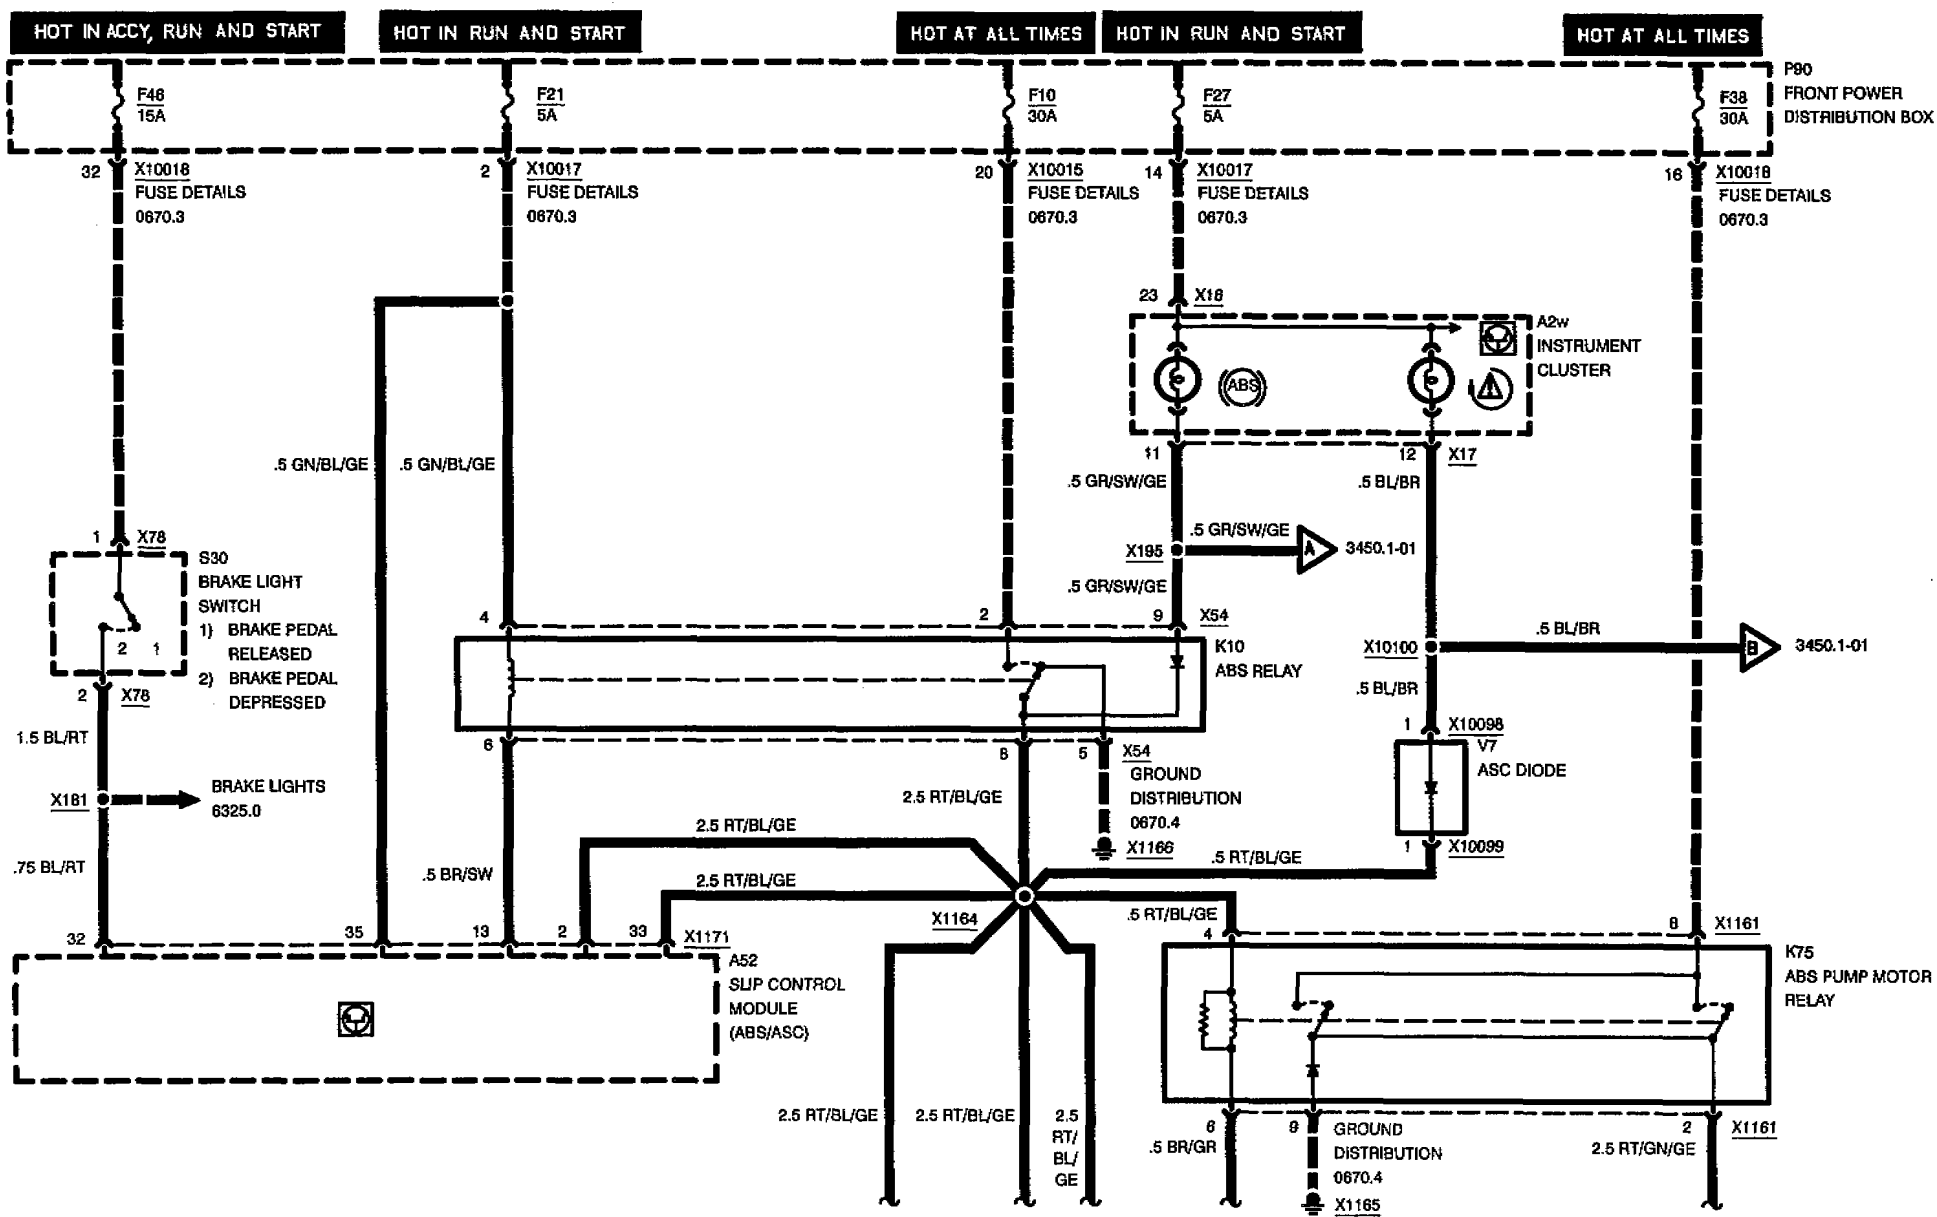 HOT IN ACCY, RUN AND START
HOT IN RUN AND START
HOT AT ALL TIMES
HOT IN RUN AND START
HOT AT ALL TIMES
F46
15A
F21
5A
F10
30A
F27
5A
F38
30A
P90
FRONT POWER
DISTRIBUTION BOX
32
X10018
FUSE DETAILS
0670.3
2
X10017
FUSE DETAILS
0670.3
20
X10015
FUSE DETAILS
0670.3
14
X10017
FUSE DETAILS
0670.3
16
X10018
FUSE DETAILS
0670.3
23
X16
A2w
INSTRUMENT
CLUSTER
ABS
11
12
X17
.5 GN/BL/GE
.5 GN/BL/GE
.5 GR/SW/GE
.5 BL/BR
1
X78
S30
BRAKE LIGHT
SWITCH
1) BRAKE PEDAL
RELEASED
2) BRAKE PEDAL
DEPRESSED
2
1
2
X78
X195
.5 GR/SW/GE
A
3450.1-01
.5 GR/SW/GE
4
2
9
X54
K10
ABS RELAY
X10100
.5 BL/BR
B
3450.1-01
.5 BL/BR
1.5 BL/RT
6
8
5
X54
GROUND
DISTRIBUTION
0670.4
X1166
1
X10098
V7
ASC DIODE
1
X10099
X181
BRAKE LIGHTS
6325.0
2.5 RT/BL/GE
2.5 RT/BL/GE
.75 BL/RT
.5 BR/SW
2.5 RT/BL/GE
.5 RT/BL/GE
X1164
.5 RT/BL/GE
32
35
13
2
33
X1171
A52
SLIP CONTROL
MODULE
(ABS/ASC)
4
8
X1161
K75
ABS PUMP MOTOR
RELAY
2.5 RT/BL/GE
2.5 RT/BL/GE
2.5
RT/
BL/
GE
6
.5 BR/GR
9
GROUND
DISTRIBUTION
0670.4
X1165
2
X1161
2.5 RT/GN/GE